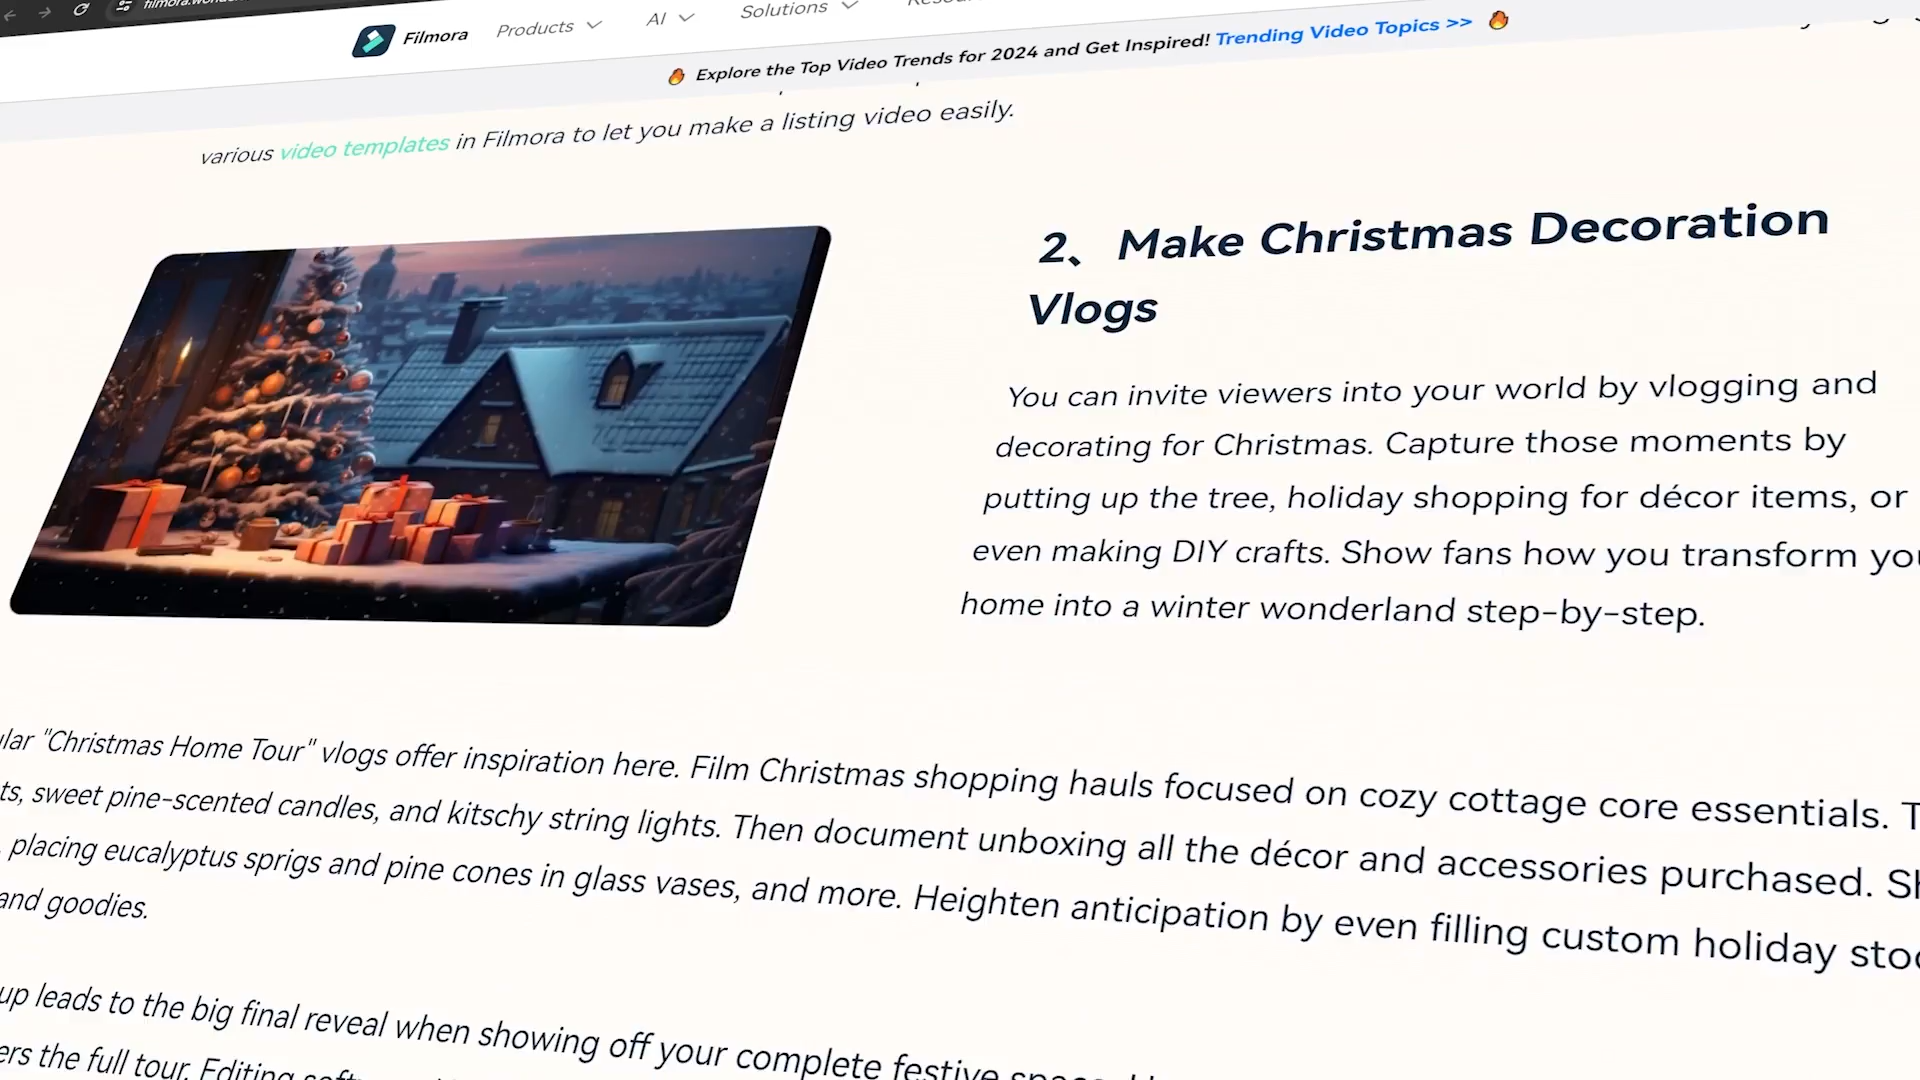 Filmora Products AI Solutions
🔥 Explore the Top Video Trends for 2024 and Get Inspired! Trending Video Topics >> 🔥
various video templates in Filmora to let you make a listing video easily.
2、 Make Christmas Decoration
Vlogs
You can invite viewers into your world by vlogging and
decorating for Christmas. Capture those moments by
putting up the tree, holiday shopping for décor items, or
even making DIY crafts. Show fans how you transform
home into a winter wonderland step-by-step.
"Christmas Home Tour" vlogs offer inspiration here. Film Christmas shopping hauls focused on cozy cottage core essentials.
sweet pine-scented candles, and kitschy string lights. Then document unboxing all the décor and accessories purchased.
placing eucalyptus sprigs and pine cones in glass vases, and more. Heighten anticipation by even filling custom holiday
and goodies.
up leads to the big final reveal when showing off your complete festive
the full tour. Editing